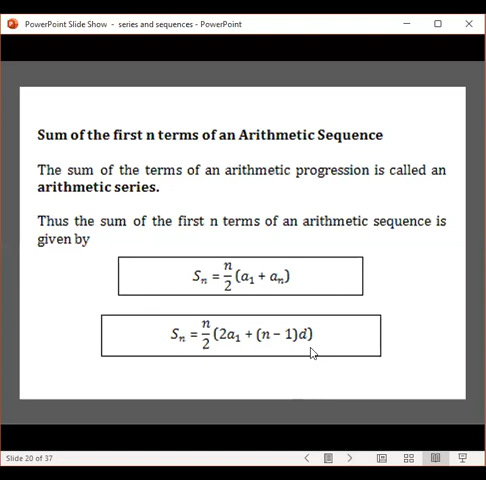 PowerPoint Slide Show - series and sequences - PowerPoint
Sum of the first n terms of an Arithmetic Sequence
The sum of the terms of an arithmetic progression is called an
arithmetic series.
Thus the sum of the first n terms of an arithmetic sequence is
given by
Sₙ = n/2 (a₁ + aₙ)
Sₙ = n/2 (2a₁ + (n − 1)d)
Slide 20 of 37